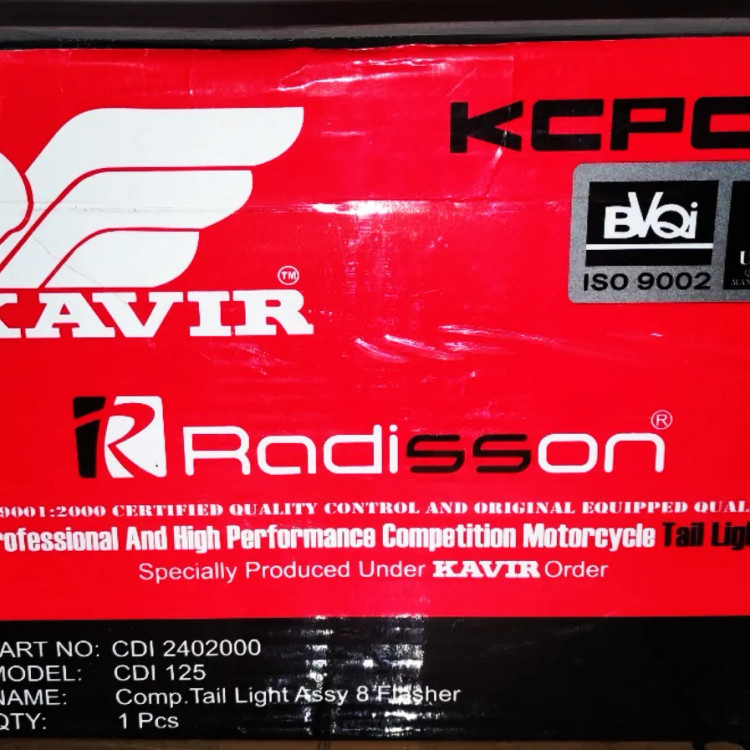 KCPC
BVQi
ISO 9002
KAVIR™
R Radisson®
9001:2000 CERTIFIED QUALITY CONTROL AND ORIGINAL EQUIPPED QUAL
rofessional And High Performance Competition Motorcycle Tail Ligh
Specially Produced Under KAVIR Order
ART NO: CDI 2402000
MODEL: CDI 125
NAME: Comp.Tail Light Assy & Flasher
QTY: 1 Pcs